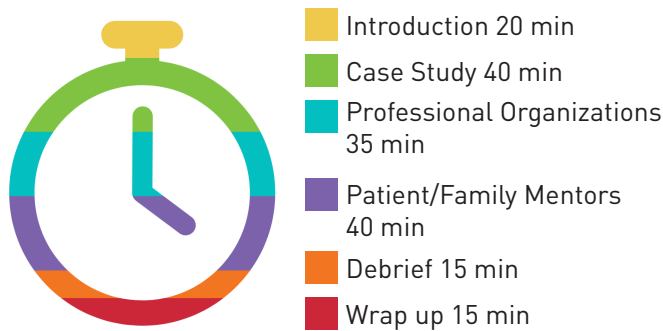 Introduction 20 min
Case Study 40 min
Professional Organizations
35 min
Patient/Family Mentors
40 min
Debrief 15 min
Wrap up 15 min